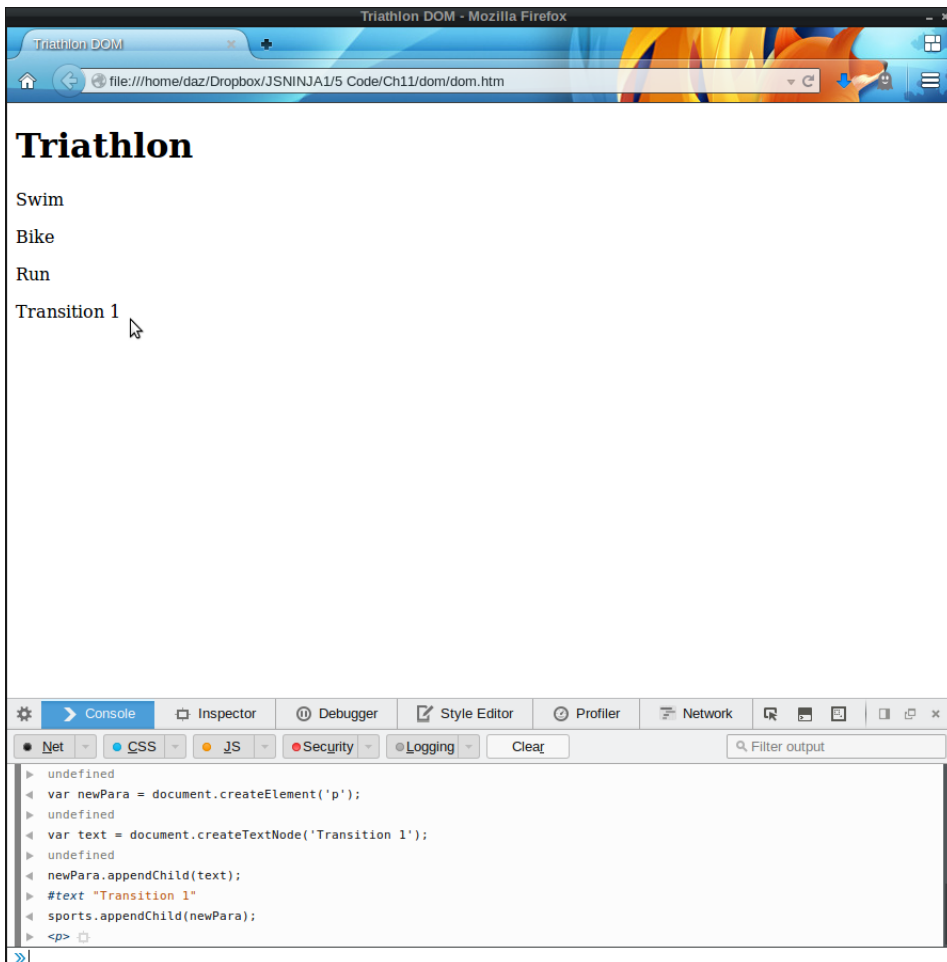 Triathlon DOM - Mozilla Firefox
Triathlon DOM
file:///home/daz/Dropbox/JSNINJA1/5 Code/Ch11/dom/dom.htm
Triathlon
Swim
Bike
Run
Transition 1
Console Inspector Debugger Style Editor Profiler Network
Net CSS JS Security Logging Clear Filter output
undefined
var newPara = document.createElement('p');
undefined
var text = document.createTextNode('Transition 1');
undefined
newPara.appendChild(text);
#text "Transition 1"
sports.appendChild(newPara);
<p>